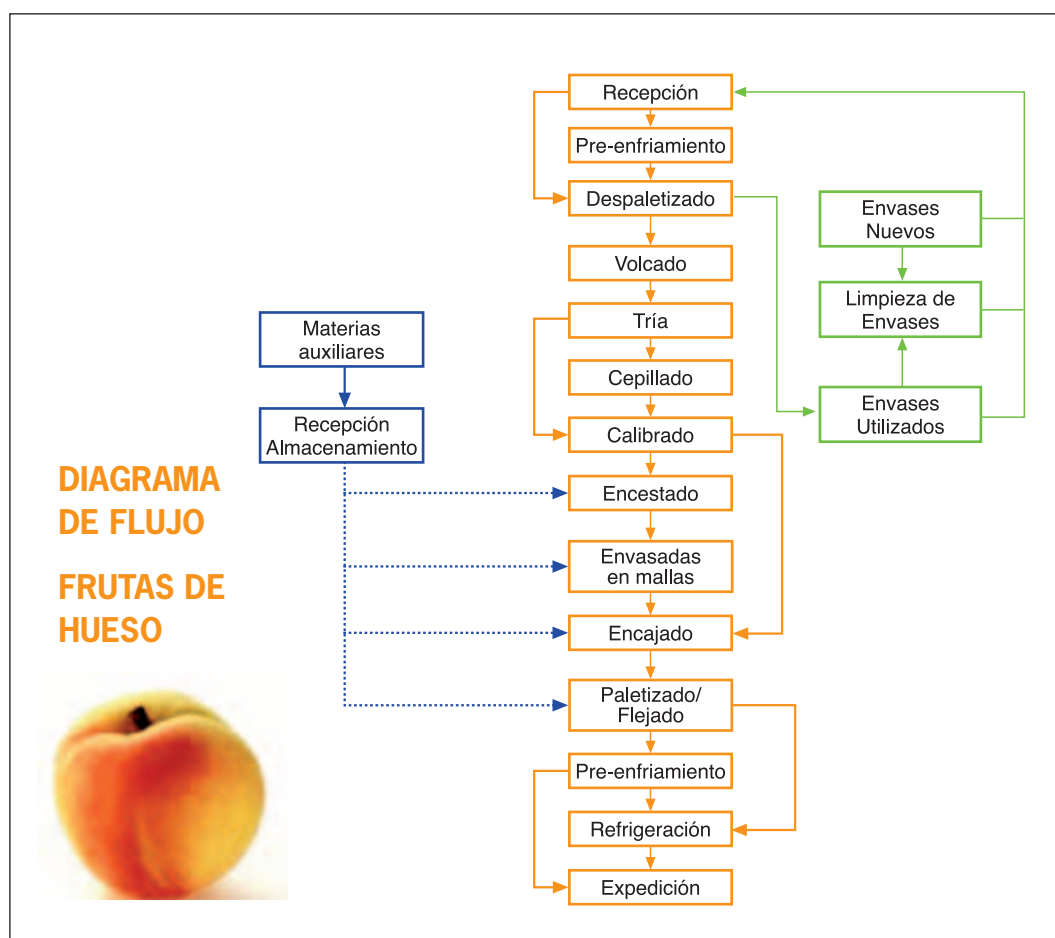 Recepción
Pre-enfriamiento
Despaletizado
Volcado
Tría
Cepillado
Calibrado
Encestado
Envasadas
en mallas
Encajado
Paletizado/
Flejado
Pre-enfriamiento
Refrigeración
Expedición
Envases
Nuevos
Limpieza de
Envases
Envases
Utilizados
Materias
auxiliares
Recepción
Almacenamiento
DIAGRAMA
DE FLUJO
FRUTAS DE
HUESO